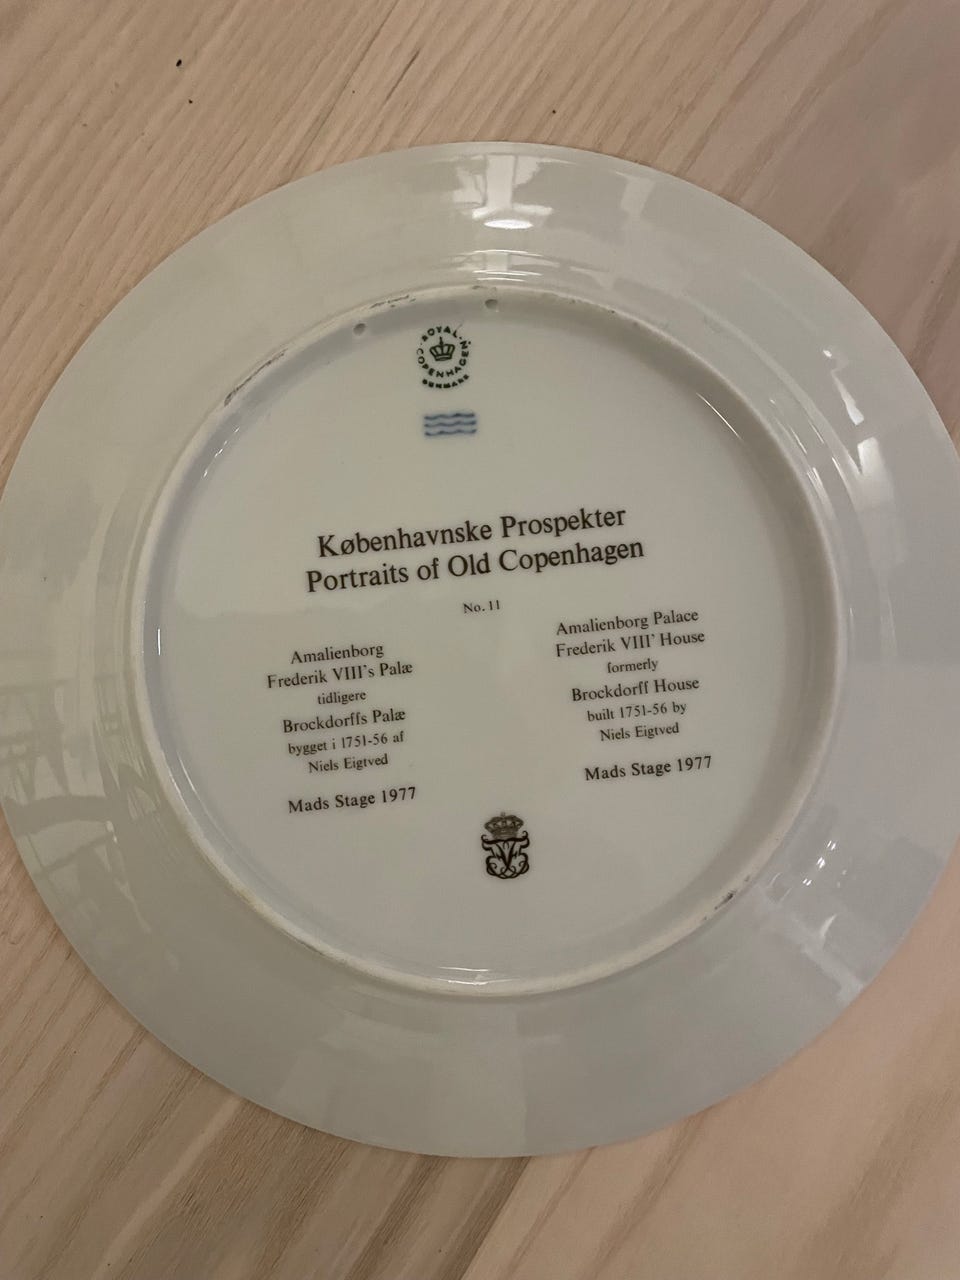 ROYAL
COPENHAGEN
DENMARK
Københavnske Prospekter
Portraits of Old Copenhagen
No. 11
Amalienborg
Frederik VIII's Palæ
tidligere
Brockdorffs Palæ
bygget i 1751-56 af
Niels Eigtved
Mads Stage 1977
Amalienborg Palace
Frederik VIII' House
formerly
Brockdorff House
built 1751-56 by
Niels Eigtved
Mads Stage 1977